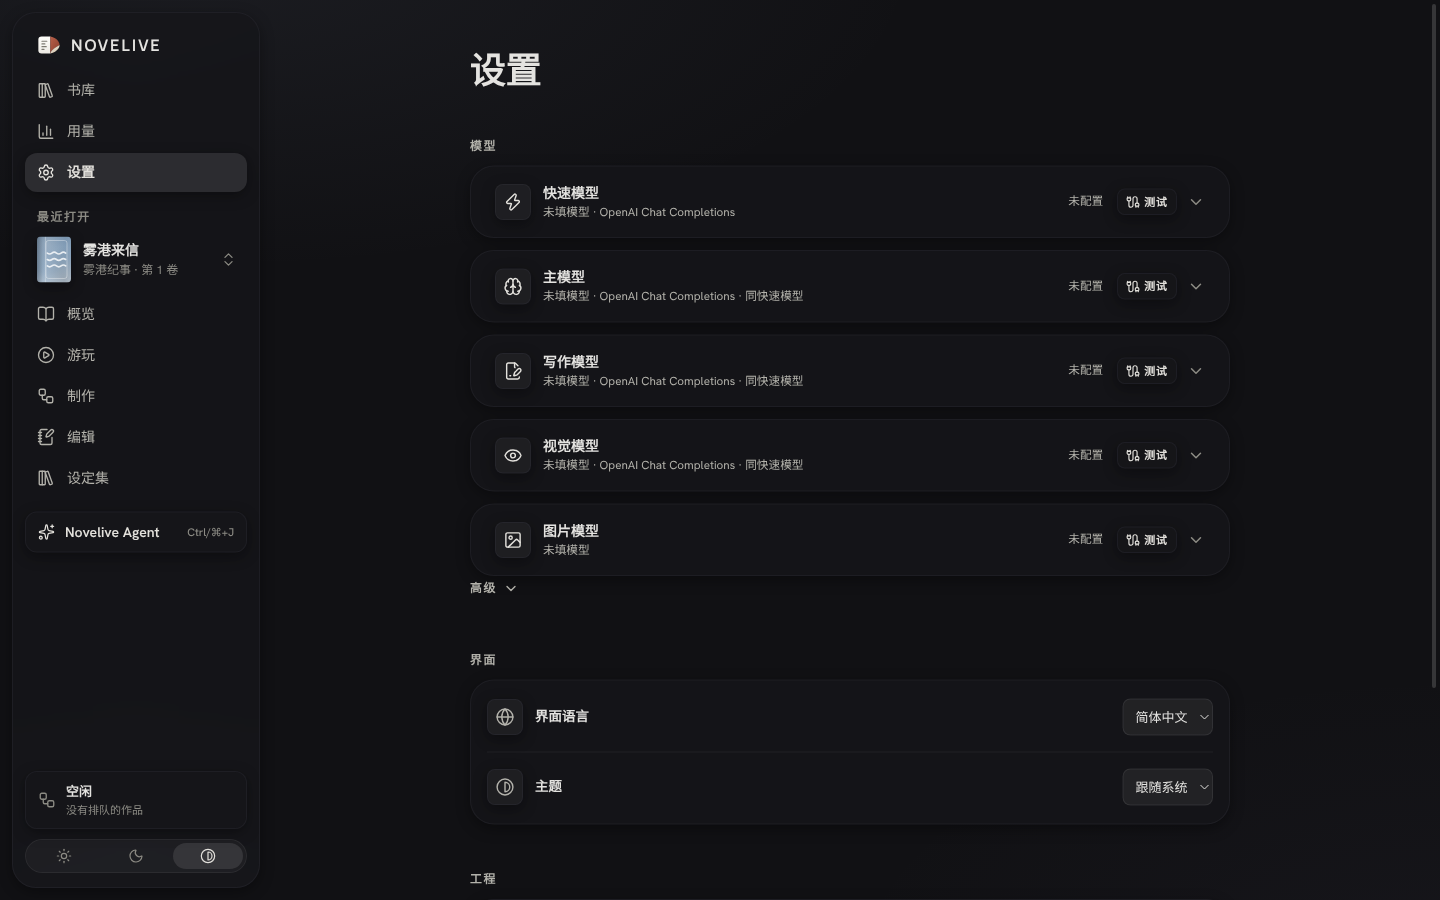 NOVELIVE
书库
用量
设置
最近打开
雾港来信
雾港纪事 · 第 1 卷
概览
游玩
制作
编辑
设定集
Novelive Agent Ctrl/⌘+J
空闲
没有排队的作品
设置
模型
快速模型
未填模型 · OpenAI Chat Completions
未配置 测试
主模型
未填模型 · OpenAI Chat Completions · 同快速模型
未配置 测试
写作模型
未填模型 · OpenAI Chat Completions · 同快速模型
未配置 测试
视觉模型
未填模型 · OpenAI Chat Completions · 同快速模型
未配置 测试
图片模型
未填模型
未配置 测试
高级
界面
界面语言 简体中文
主题 跟随系统
工程